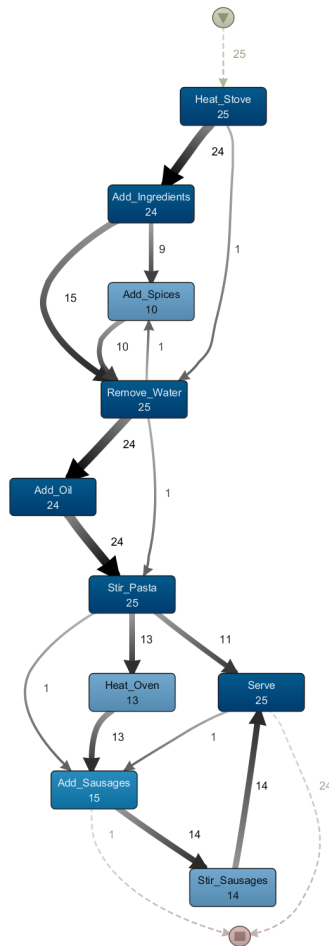 25
Heat_Stove
25
24
Add_Ingredients
24
1
9
15
Add_Spices
10
10
1
Remove_Water
25
24
Add_Oil
24
1
24
Stir_Pasta
25
13
11
1
Heat_Oven
13
Serve
25
13
1
Add_Sausages
15
14
14
24
1
Stir_Sausages
14